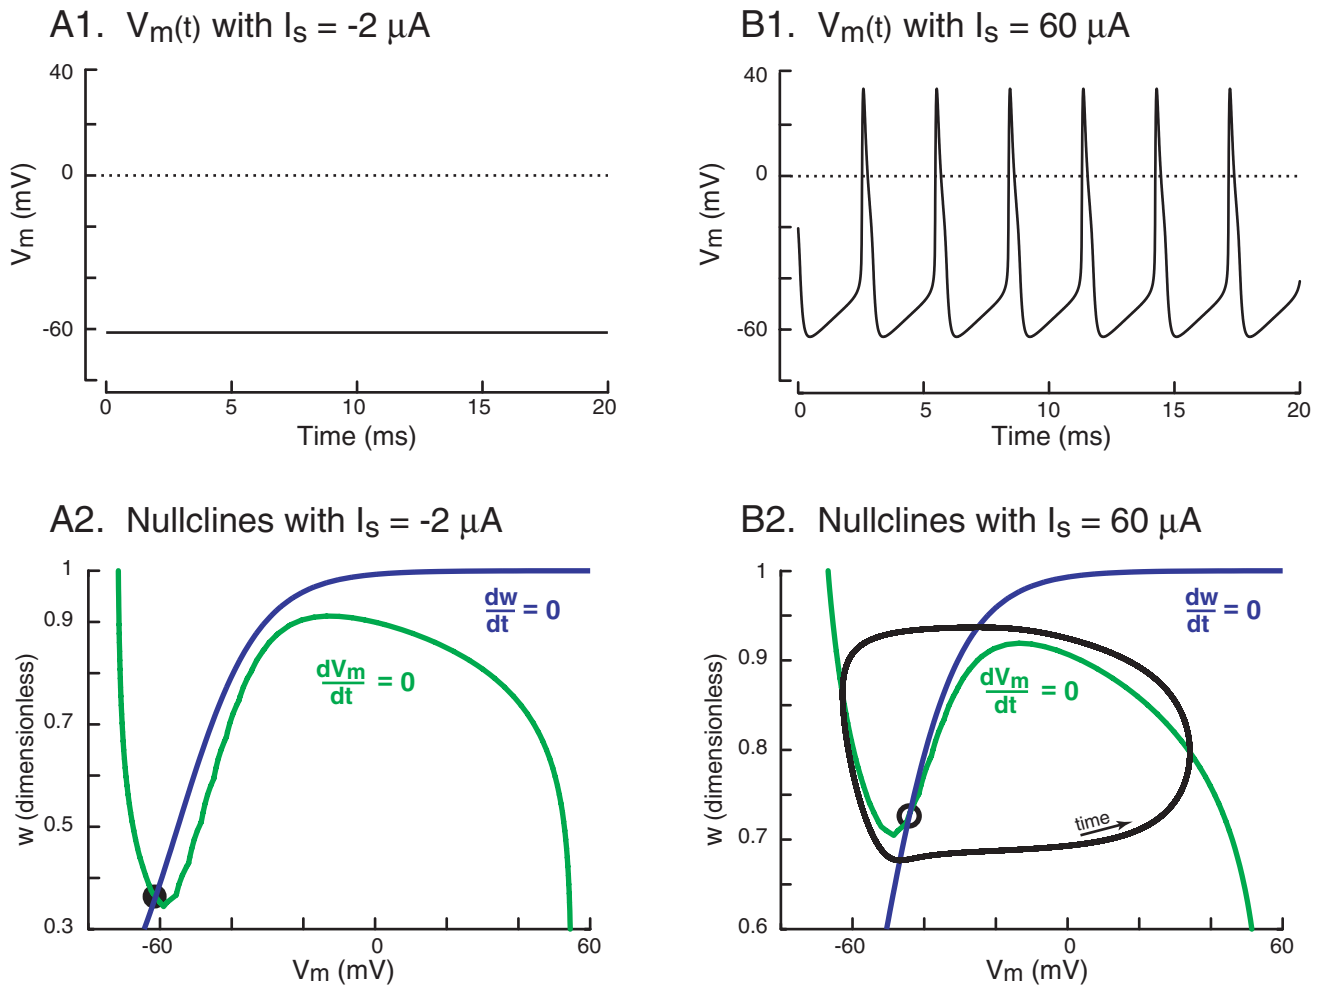 A1. Vm(t) with Is = -2 μA
40
0
-60
Vm (mV)
0 5 10 15 20
Time (ms)
B1. Vm(t) with Is = 60 μA
40
0
-60
Vm (mV)
0 5 10 15 20
Time (ms)
A2. Nullclines with Is = -2 μA
1
0.9
0.7
0.5
0.3
w (dimensionless)
dw
dt = 0
dVm
dt = 0
-60 0 60
Vm (mV)
B2. Nullclines with Is = 60 μA
1
0.9
0.8
0.7
0.6
w (dimensionless)
dw
dt = 0
dVm
dt = 0
time
-60 0 60
Vm (mV)